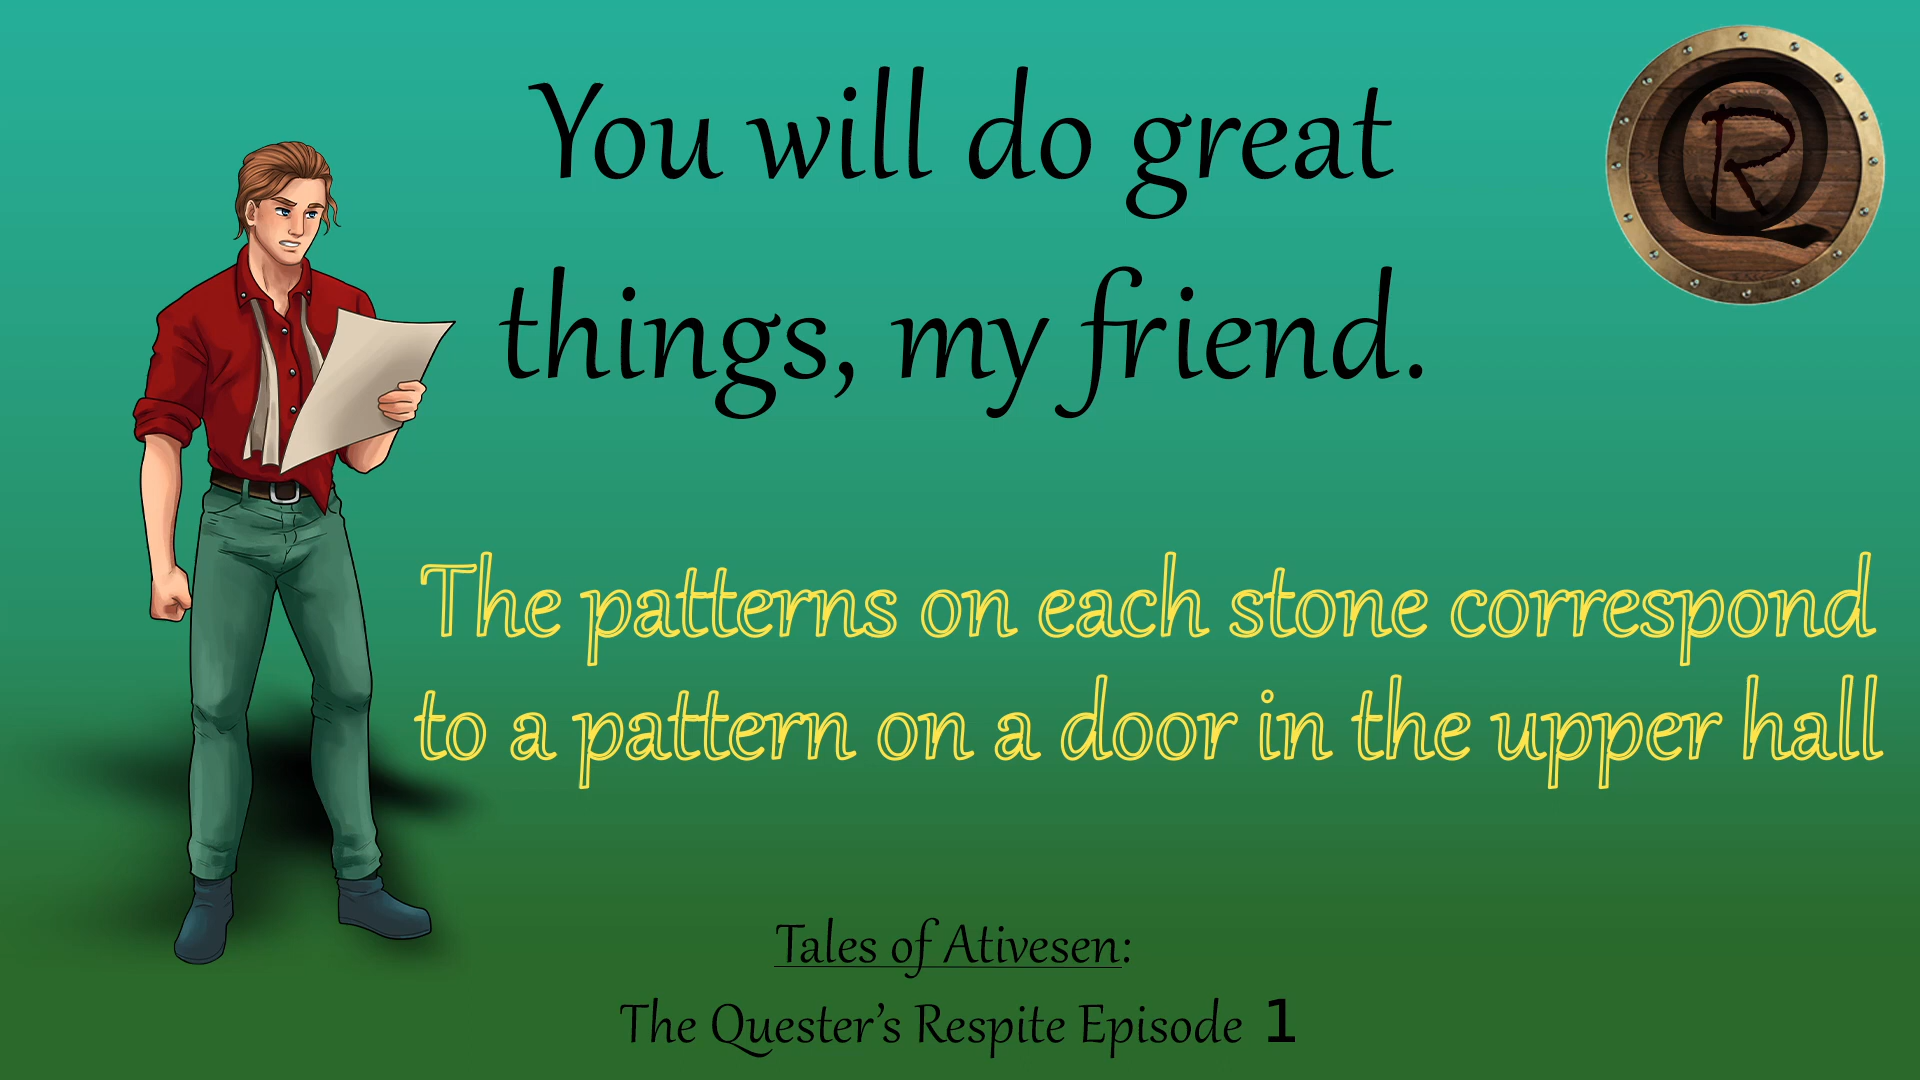 You will do great
things, my friend.
QR
The patterns on each stone correspond
to a pattern on a door in the upper hall
Tales of Ativesen:
The Quester’s Respite Episode 1